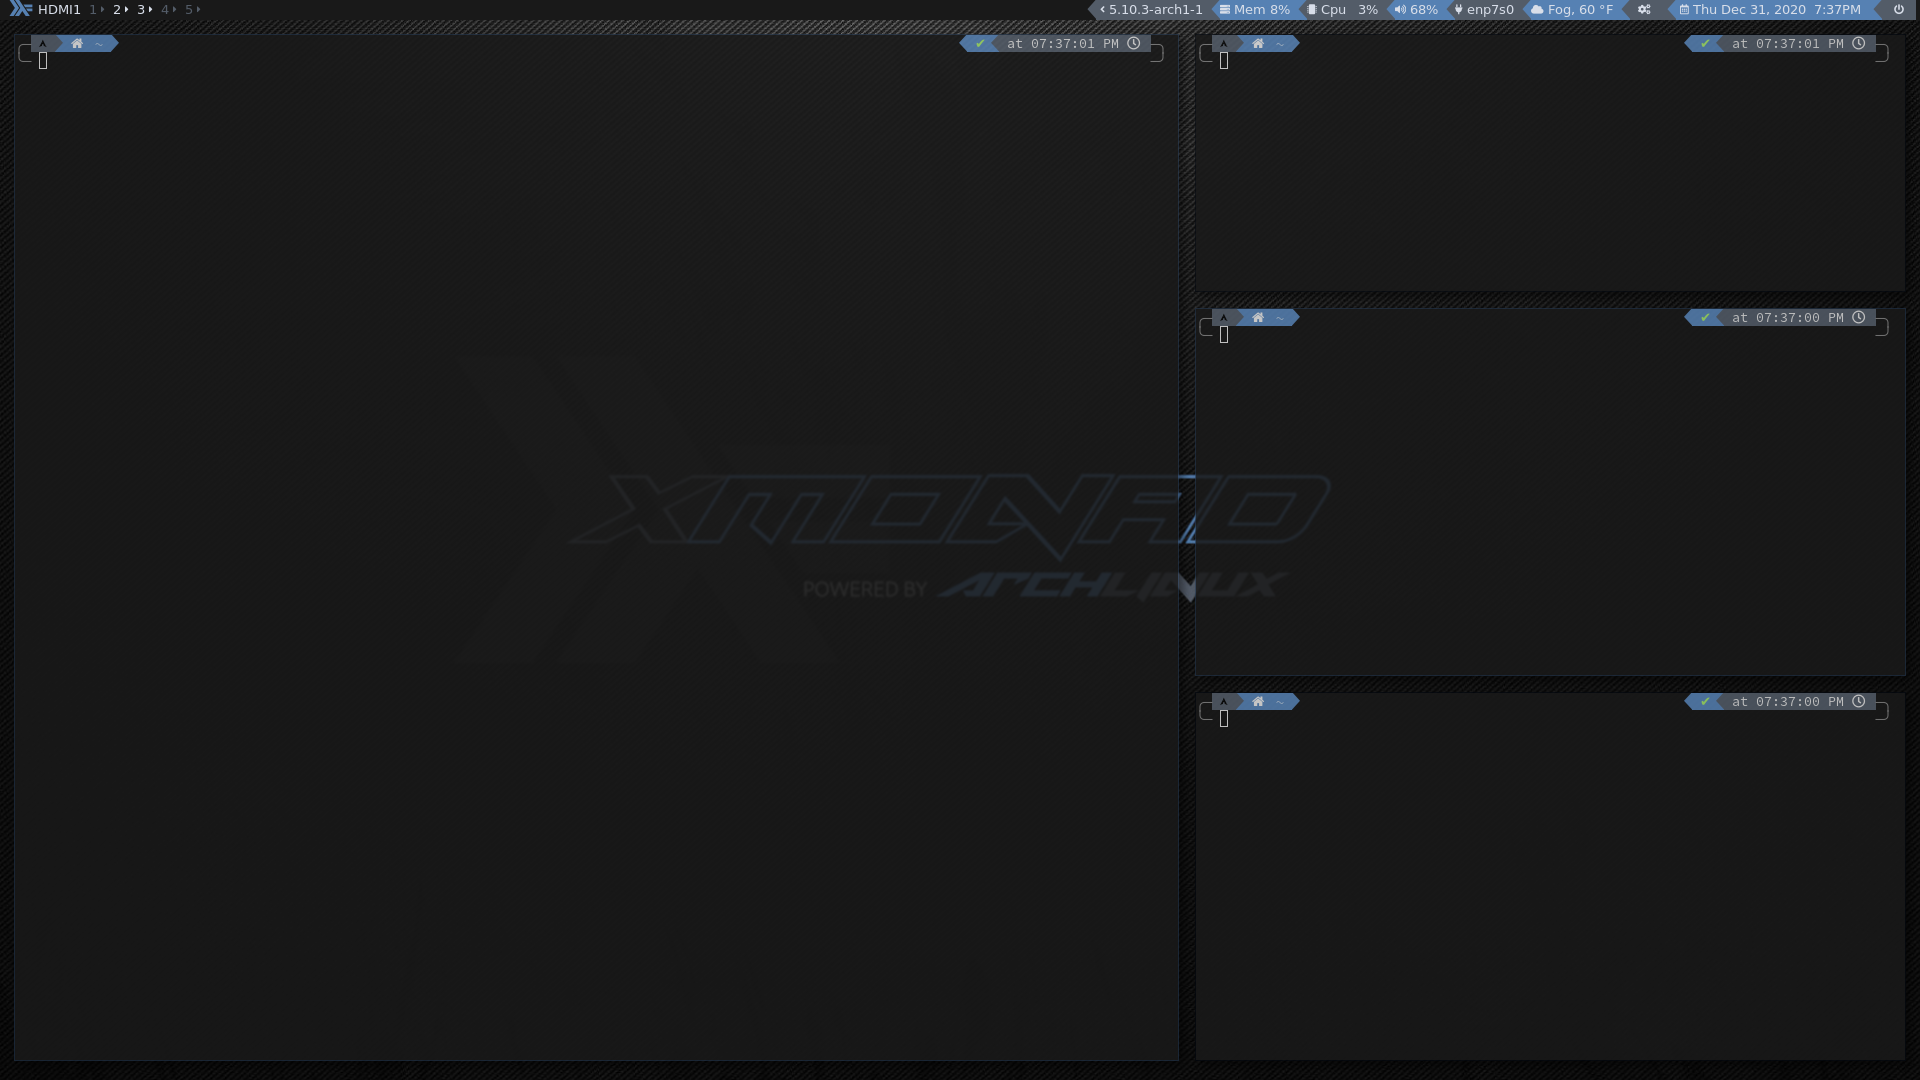 HDMI1 1 2 3 4 5 5.10.3-arch1-1 Mem 8% Cpu 3% 68% enp7s0 Fog, 60 °F Thu Dec 31, 2020 7:37PM
~ ✔ at 07:37:01 PM
~ ✔ at 07:37:01 PM
~ ✔ at 07:37:00 PM
XMONAD
POWERED BY ARCHLINUX
~ ✔ at 07:37:00 PM